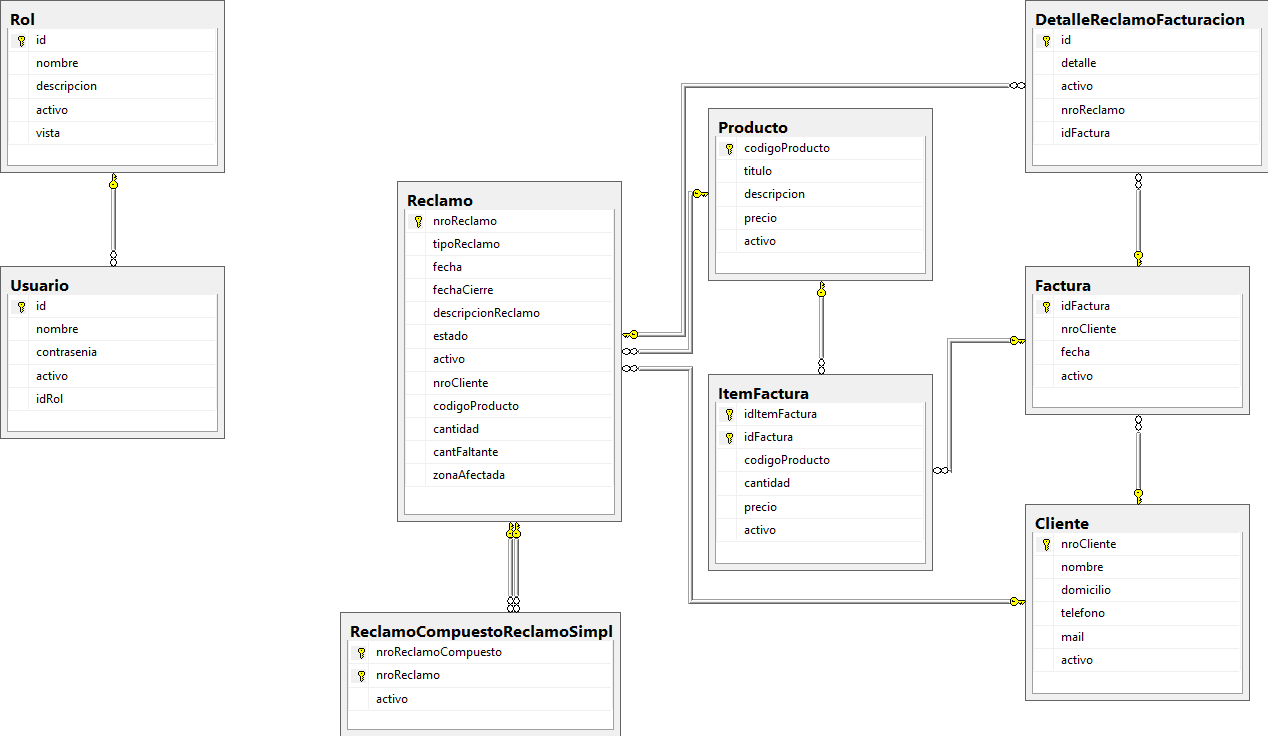 Rol
id
nombre
descripcion
activo
vista
Usuario
id
nombre
contrasenia
activo
idRol
Reclamo
nroReclamo
tipoReclamo
fecha
fechaCierre
descripcionReclamo
estado
activo
nroCliente
codigoProducto
cantidad
cantFaltante
zonaAfectada
ReclamoCompuestoReclamoSimpl
nroReclamoCompuesto
nroReclamo
activo
Producto
codigoProducto
titulo
descripcion
precio
activo
ItemFactura
idItemFactura
idFactura
codigoProducto
cantidad
precio
activo
DetalleReclamoFacturacion
id
detalle
activo
nroReclamo
idFactura
Factura
idFactura
nroCliente
fecha
activo
Cliente
nroCliente
nombre
domicilio
telefono
mail
activo